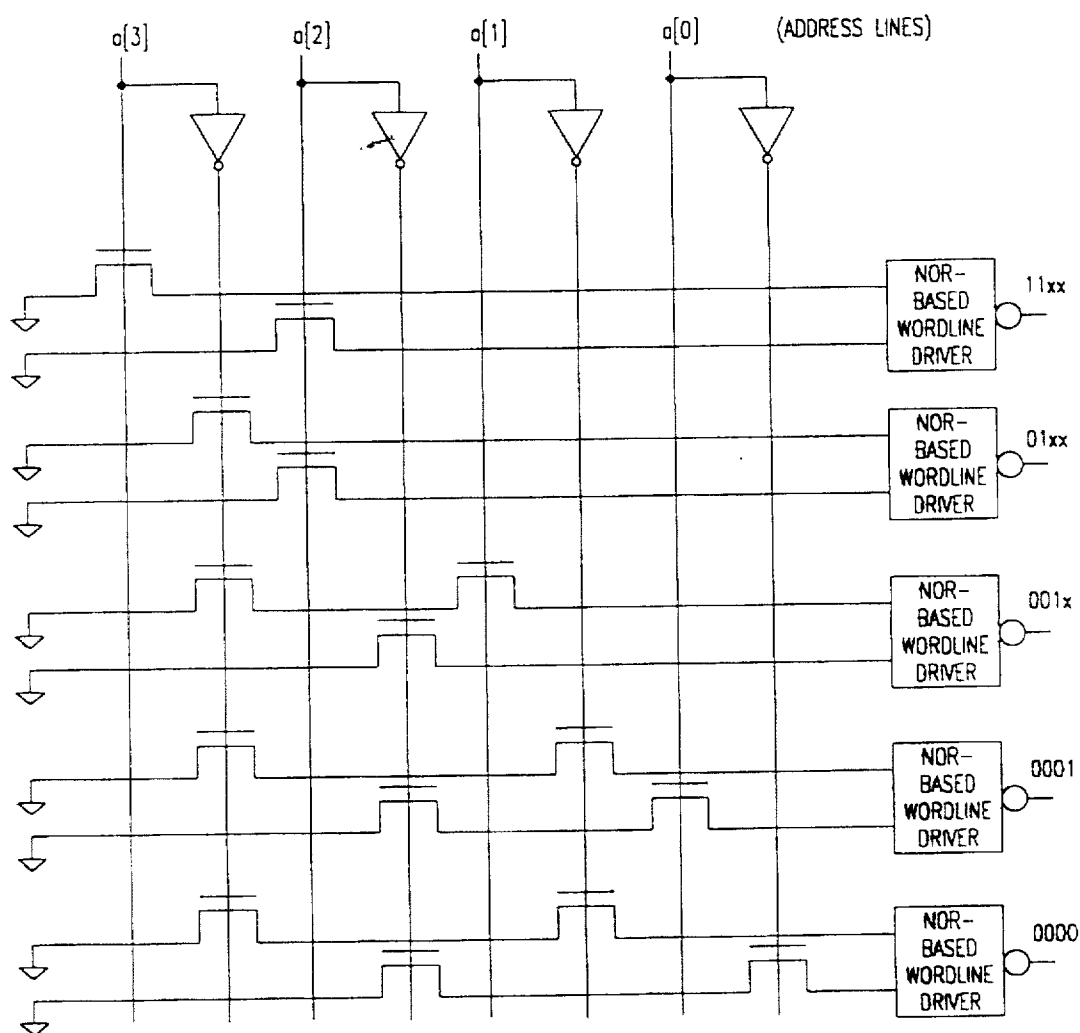 a[3] a[2] a[1] a[0] (ADDRESS LINES)
NOR-
BASED
WORDLINE
DRIVER
11xx
NOR-
BASED
WORDLINE
DRIVER
01xx
NOR-
BASED
WORDLINE
DRIVER
001x
NOR-
BASED
WORDLINE
DRIVER
0001
NOR-
BASED
WORDLINE
DRIVER
0000